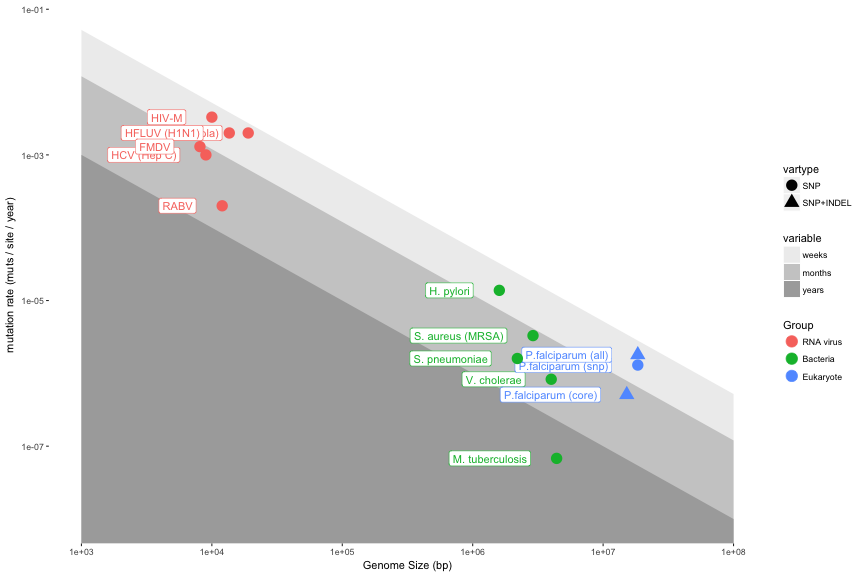 1e-01
1e-03
1e-05
1e-07
mutation rate (muts / site / year)
HIV-M
HFLUV (H1N1)
ola)
FMDV
HCV (Hep C)
RABV
H. pylori
S. aureus (MRSA)
S. pneumoniae
V. cholerae
P.falciparum (all)
P.falciparum (snp)
P.falciparum (core)
M. tuberculosis
1e+03
1e+04
1e+05
1e+06
1e+07
1e+08
Genome Size (bp)
vartype
SNP
SNP+INDEL
variable
weeks
months
years
Group
RNA virus
Bacteria
Eukaryote